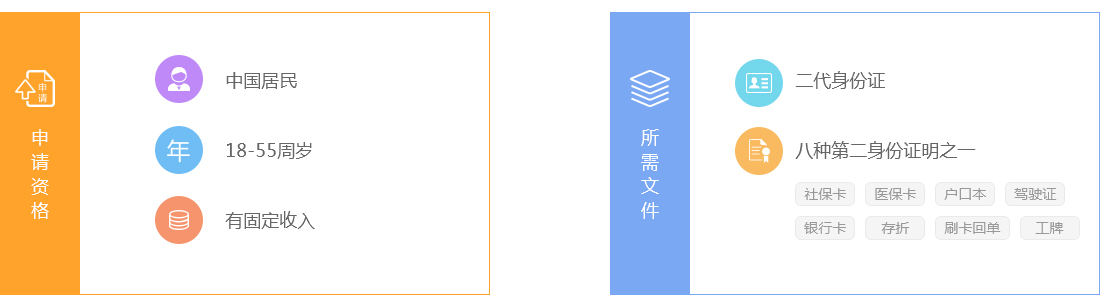 申请
申请资格
中国居民
年
18-55周岁
有固定收入
所需文件
二代身份证
八种第二身份证明之一
社保卡 医保卡 户口本 驾驶证
银行卡 存折 刷卡回单 工牌